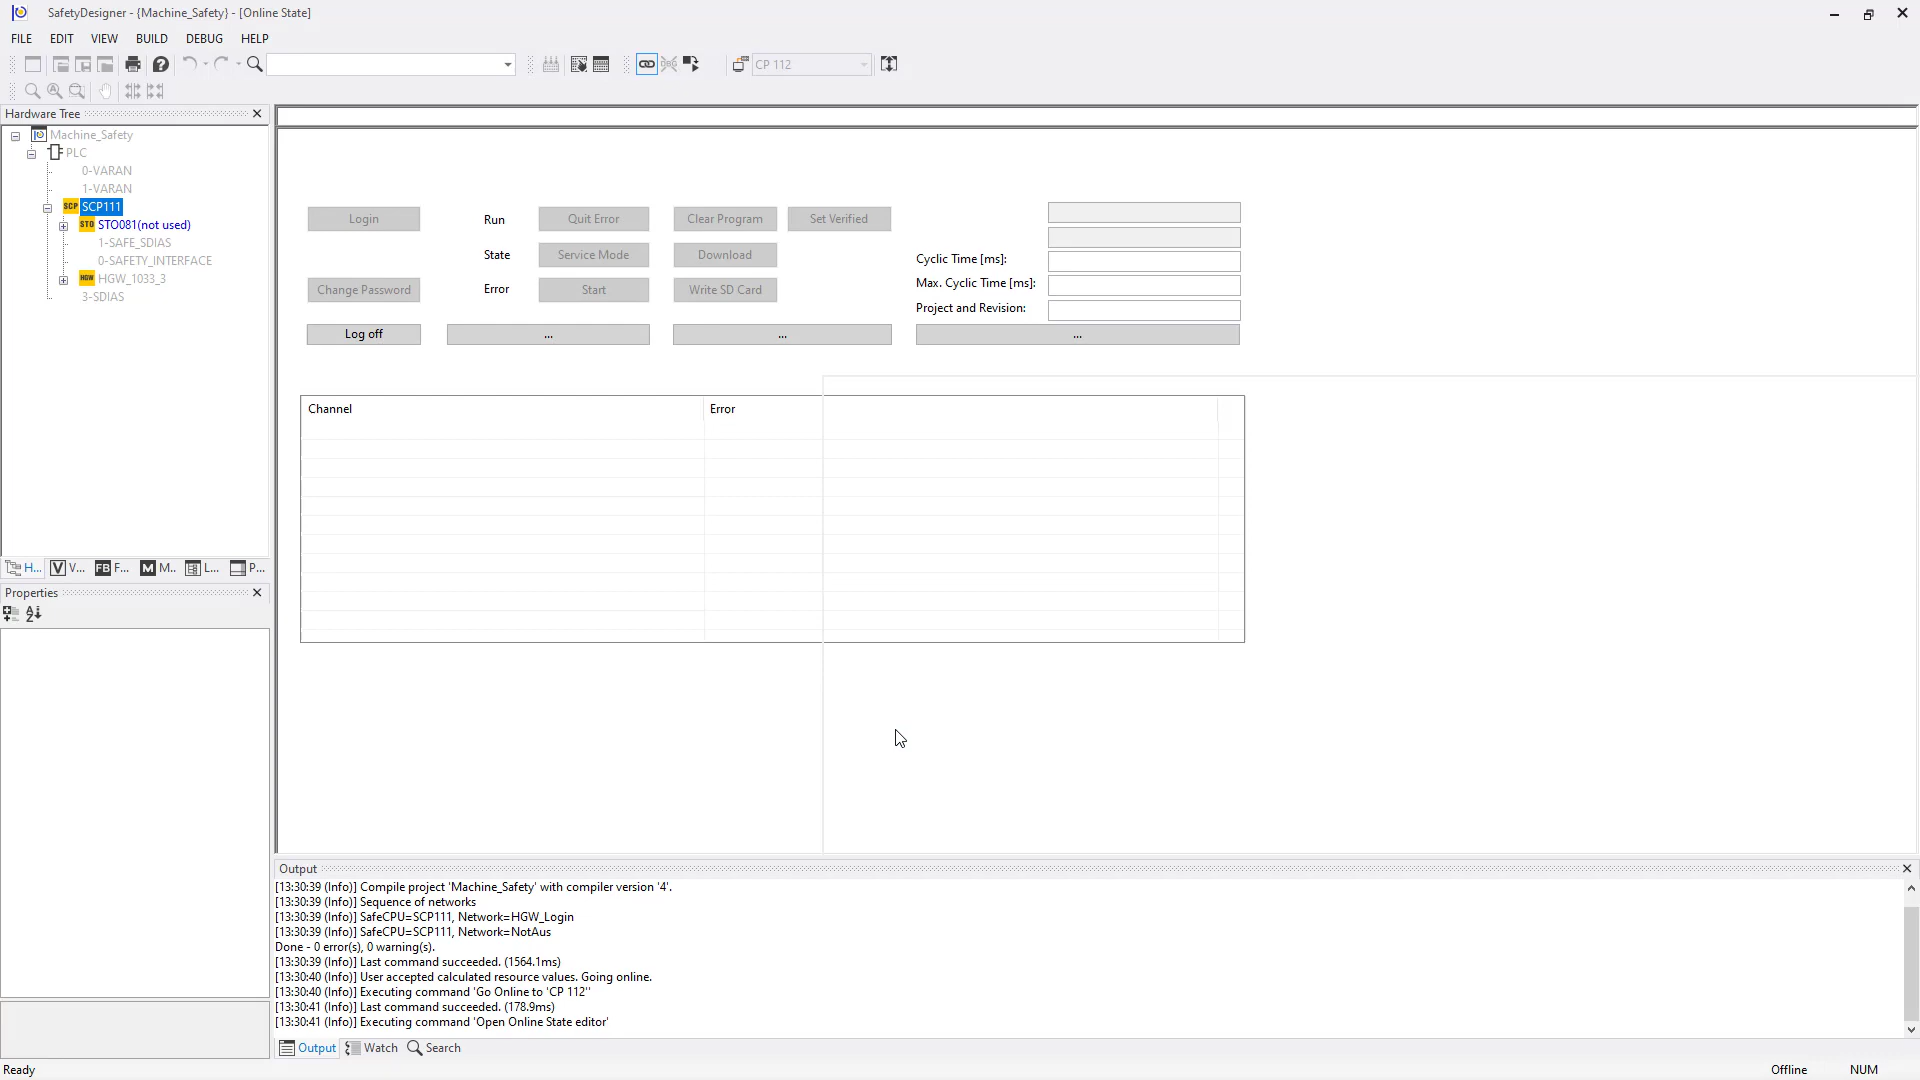 SafetyDesigner - {Machine_Safety} - [Online State]
FILE EDIT VIEW BUILD DEBUG HELP
CP 112
Hardware Tree
Machine_Safety
PLC
0-VARAN
1-VARAN
SCP SCP111
STO STO081(not used)
1-SAFE_SDIAS
0-SAFETY_INTERFACE
HGW HGW_1033_3
3-SDIAS
H... V V... FB F... M M.. L... P...
Properties
Login Run Quit Error Clear Program Set Verified
State Service Mode Download Cyclic Time [ms]:
Change Password Error Start Write SD Card Max. Cyclic Time [ms]:
Project and Revision:
Log off ... ... ...
Channel Error
Output
[13:30:39 (Info)] Compile project 'Machine_Safety' with compiler version '4'.
[13:30:39 (Info)] Sequence of networks
[13:30:39 (Info)] SafeCPU=SCP111, Network=HGW_Login
[13:30:39 (Info)] SafeCPU=SCP111, Network=NotAus
Done - 0 error(s), 0 warning(s).
[13:30:39 (Info)] Last command succeeded. (1564.1ms)
[13:30:40 (Info)] User accepted calculated resource values. Going online.
[13:30:40 (Info)] Executing command 'Go Online to 'CP 112''
[13:30:41 (Info)] Last command succeeded. (178.9ms)
[13:30:41 (Info)] Executing command 'Open Online State editor'
Output Watch Search
Ready Offline NUM